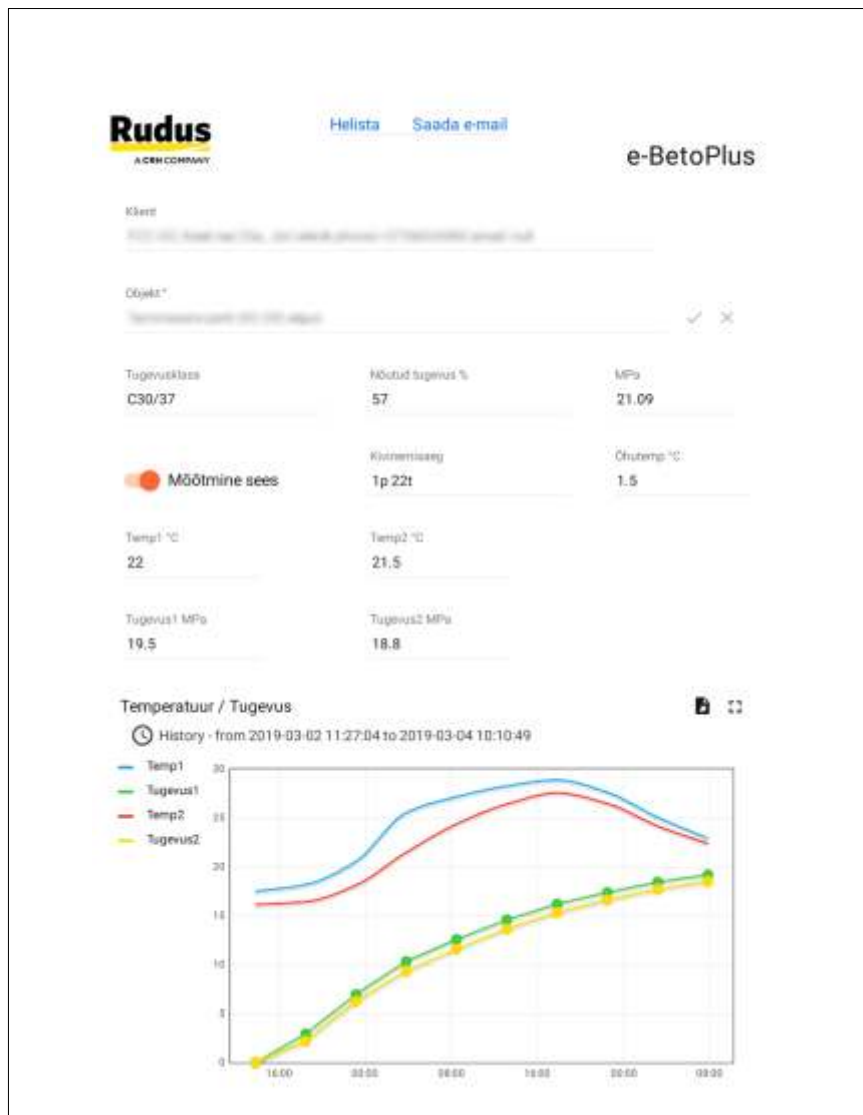 Rudus
A CRH COMPANY
Helista Saada e-mail
e-BetoPlus
Klient
Objekt *
Tugevusklass Nõutud tugevus % MPa
C30/37 57 21.09
Mõõtmine sees
Kivinemisaeg Õhutemp °C
1p 22t 1.5
Temp1 °C Temp2 °C
22 21.5
Tugevus1 MPa Tugevus2 MPa
19.5 18.8
Temperatuur / Tugevus
History - from 2019-03-02 11:27:04 to 2019-03-04 10:10:49
Temp1
Tugevus1
Temp2
Tugevus2
30
25
20
15
10
5
0
16:00 00:00 08:00 16:00 00:00 08:00